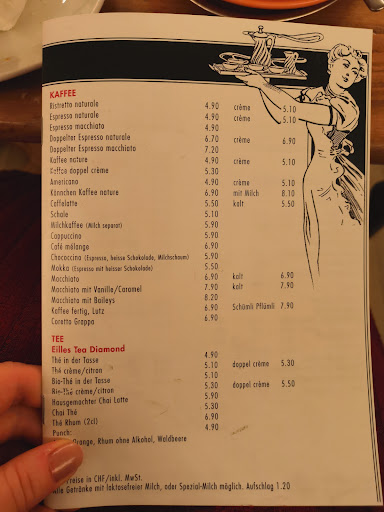 KAFFEE
Ristretto naturale 4.90 crème 5.10
Espresso naturale 4.90 crème 5.10
Espresso macchiato 4.90
Doppelter Espresso naturale 6.70 crème 6.90
Doppelter Espresso macchiato 7.20
Kaffee nature 4.90 crème 5.10
Kaffee doppel crème 5.30
Americano 4.90 crème 5.10
Kännchen Kaffee nature 6.90 mit Milch 8.10
Caffelatte 5.50 kalt 5.50
Schale 5.10
Milchkaffee (Milch separat) 5.90
Cappuccino 5.90
Café mélange 6.90
Chococcino (Espresso, heisse Schokolade, Milchschaum) 5.90
Mokka (Espresso mit heisser Schokolade) 5.50
Macchiato 6.90 kalt 6.90
Macchiato mit Vanille/Caramel 7.90 kalt 7.90
Macchiato mit Baileys 8.20
Kaffee fertig, Lutz 6.90 Schümli Pflümli 7.90
Coretto Grappa 6.90
TEE
Eilles Tea Diamond
Thé in der Tasse 4.90
Thé crème/citron 5.10 doppel crème 5.30
Bio-Thé in der Tasse 5.10
Bio-Thé crème/citron 5.30 doppel crème 5.50
Hausgemachter Chai Latte 5.90
Chai Thé 5.30
Thé Rhum (2cl) 6.90
Punch: 4.90
Orange, Rhum ohne Alkohol, Waldbeere
Preise in CHF/inkl. MwSt.
Alle Getränke mit laktosefreier Milch, oder Spezial-Milch möglich. Aufschlag 1.20